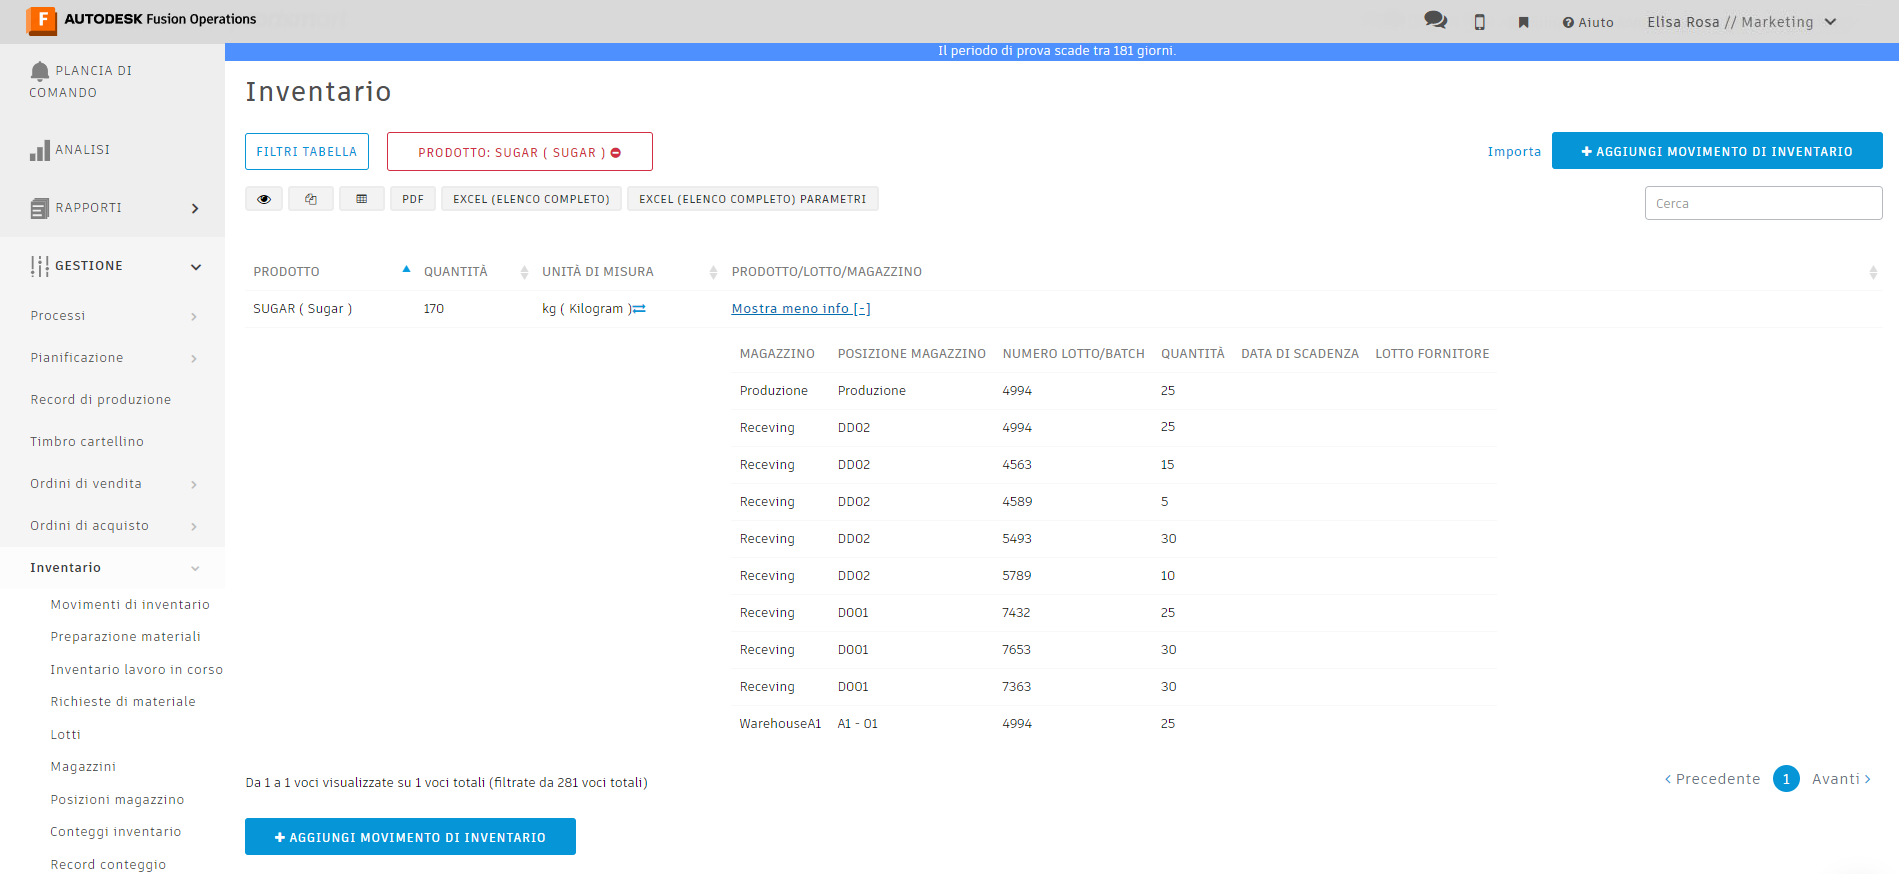 F AUTODESK Fusion Operations
Aiuto
Elisa Rosa // Marketing
Il periodo di prova scade tra 181 giorni.
PLANCIA DI
COMANDO
ANALISI
RAPPORTI
GESTIONE
Processi
Pianificazione
Record di produzione
Timbro cartellino
Ordini di vendita
Ordini di acquisto
Inventario
Movimenti di inventario
Preparazione materiali
Inventario lavoro in corso
Richieste di materiale
Lotti
Magazzini
Posizioni magazzino
Conteggi inventario
Record conteggio
Inventario
FILTRI TABELLA
PRODOTTO: SUGAR ( SUGAR )
Importa
+ AGGIUNGI MOVIMENTO DI INVENTARIO
PDF
EXCEL (ELENCO COMPLETO)
EXCEL (ELENCO COMPLETO) PARAMETRI
Cerca
PRODOTTO QUANTITÀ UNITÀ DI MISURA PRODOTTO/LOTTO/MAGAZZINO
SUGAR ( Sugar ) 170 kg ( Kilogram ) Mostra meno info [-]
MAGAZZINO POSIZIONE MAGAZZINO NUMERO LOTTO/BATCH QUANTITÀ DATA DI SCADENZA LOTTO FORNITORE
Produzione Produzione 4994 25
Receving DD02 4994 25
Receving DD02 4563 15
Receving DD02 4589 5
Receving DD02 5493 30
Receving DD02 5789 10
Receving D001 7432 25
Receving D001 7653 30
Receving D001 7363 30
WarehouseA1 A1 - 01 4994 25
Da 1 a 1 voci visualizzate su 1 voci totali (filtrate da 281 voci totali)
< Precedente 1 Avanti >
+ AGGIUNGI MOVIMENTO DI INVENTARIO